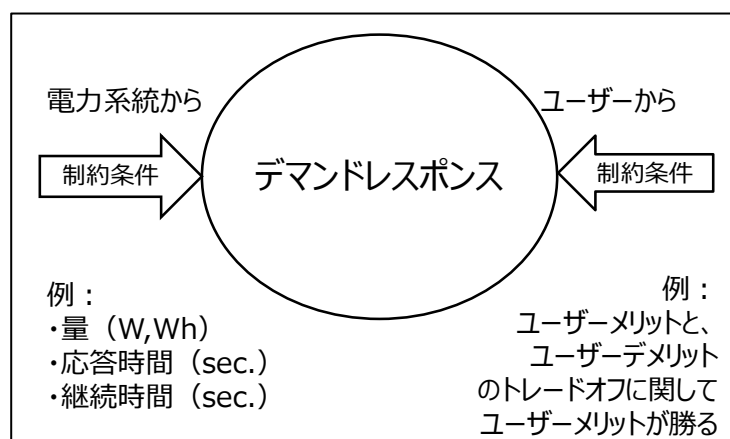 電力系統から
制約条件
デマンドレスポンス
ユーザーから
制約条件
例：
・量（W,Wh）
・応答時間（sec.）
・継続時間（sec.）
例：
ユーザーメリットと、
ユーザーデメリット
のトレードオフに関して
ユーザーメリットが勝る